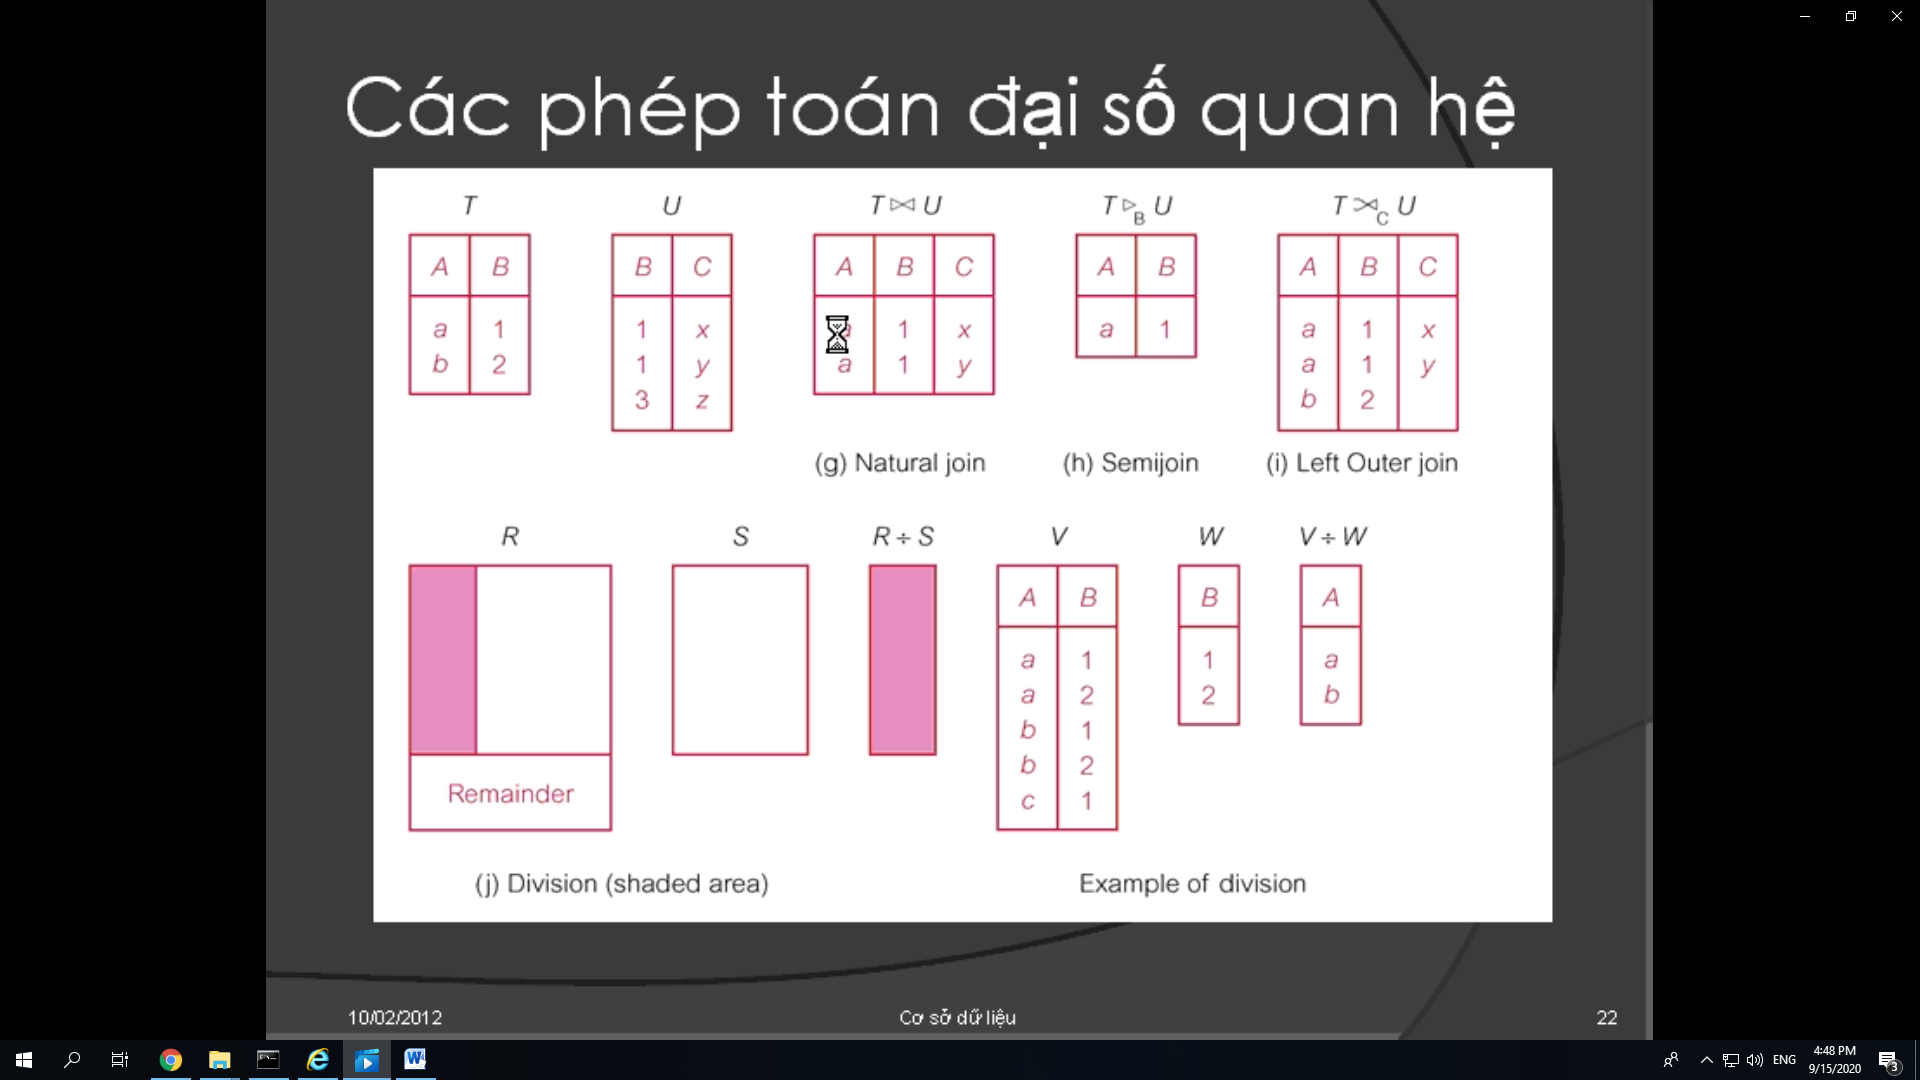 Các phép toán đại số quan hệ
T U T ⋈ U T ▷B U T ⟕C U
A B B C A B C A B A B C
a 1 1 x a 1 x a 1 a 1 x
b 2 1 y a 1 y a 1 y
3 z b 2
(g) Natural join (h) Semijoin (i) Left Outer join
R S R ÷ S V W V ÷ W
A B B A
a 1 1 a
a 2 2 b
b 1
b 2
c 1
Remainder
(j) Division (shaded area) Example of division
10/02/2012 Cơ sở dữ liệu 22
ENG 4:48 PM
9/15/2020 3